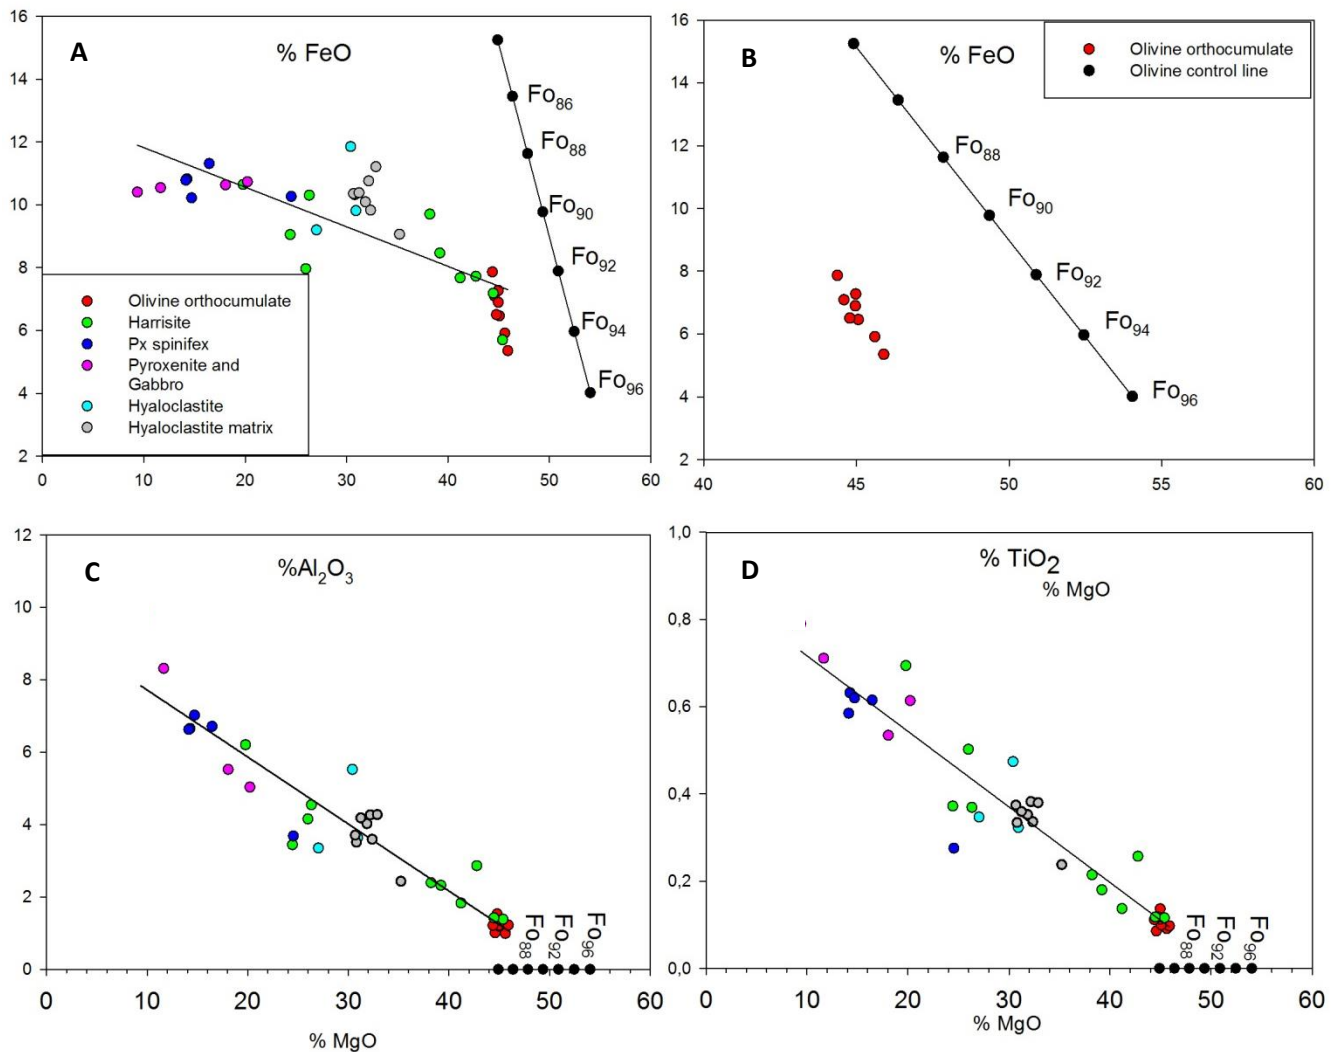 A
% FeO
16
14
12
10
8
6
4
2
Fo86
Fo88
Fo90
Fo92
Fo94
Fo96
Olivine orthocumulate
Harrisite
Px spinifex
Pyroxenite and
Gabbro
Hyaloclastite
Hyaloclastite matrix
0 10 20 30 40 50 60
B
% FeO
Olivine orthocumulate
Olivine control line
16
14
12
10
8
6
4
2
Fo88
Fo90
Fo92
Fo94
Fo96
40 45 50 55 60
C
%Al2O3
12
10
8
6
4
2
0
Fo88
Fo92
Fo96
0 10 20 30 40 50 60
% MgO
D
% TiO2
% MgO
1,0
0,8
0,6
0,4
0,2
0,0
Fo88
Fo92
Fo96
0 10 20 30 40 50 60
% MgO